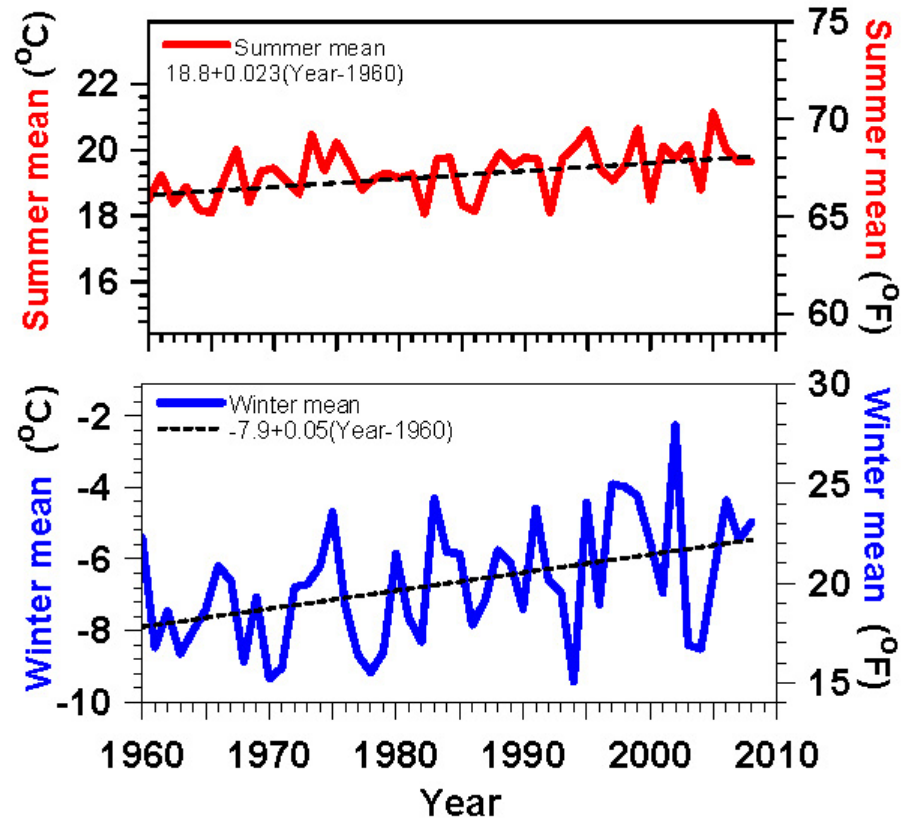 Summer mean (°C)
22
20
18
16
Summer mean
18.8+0.023(Year-1960)
75
70
65
60
Summer mean (°F)
Winter mean (°C)
-2
-4
-6
-8
-10
Winter mean
-7.9+0.05(Year-1960)
30
25
20
15
Winter mean (°F)
1960 1970 1980 1990 2000 2010
Year